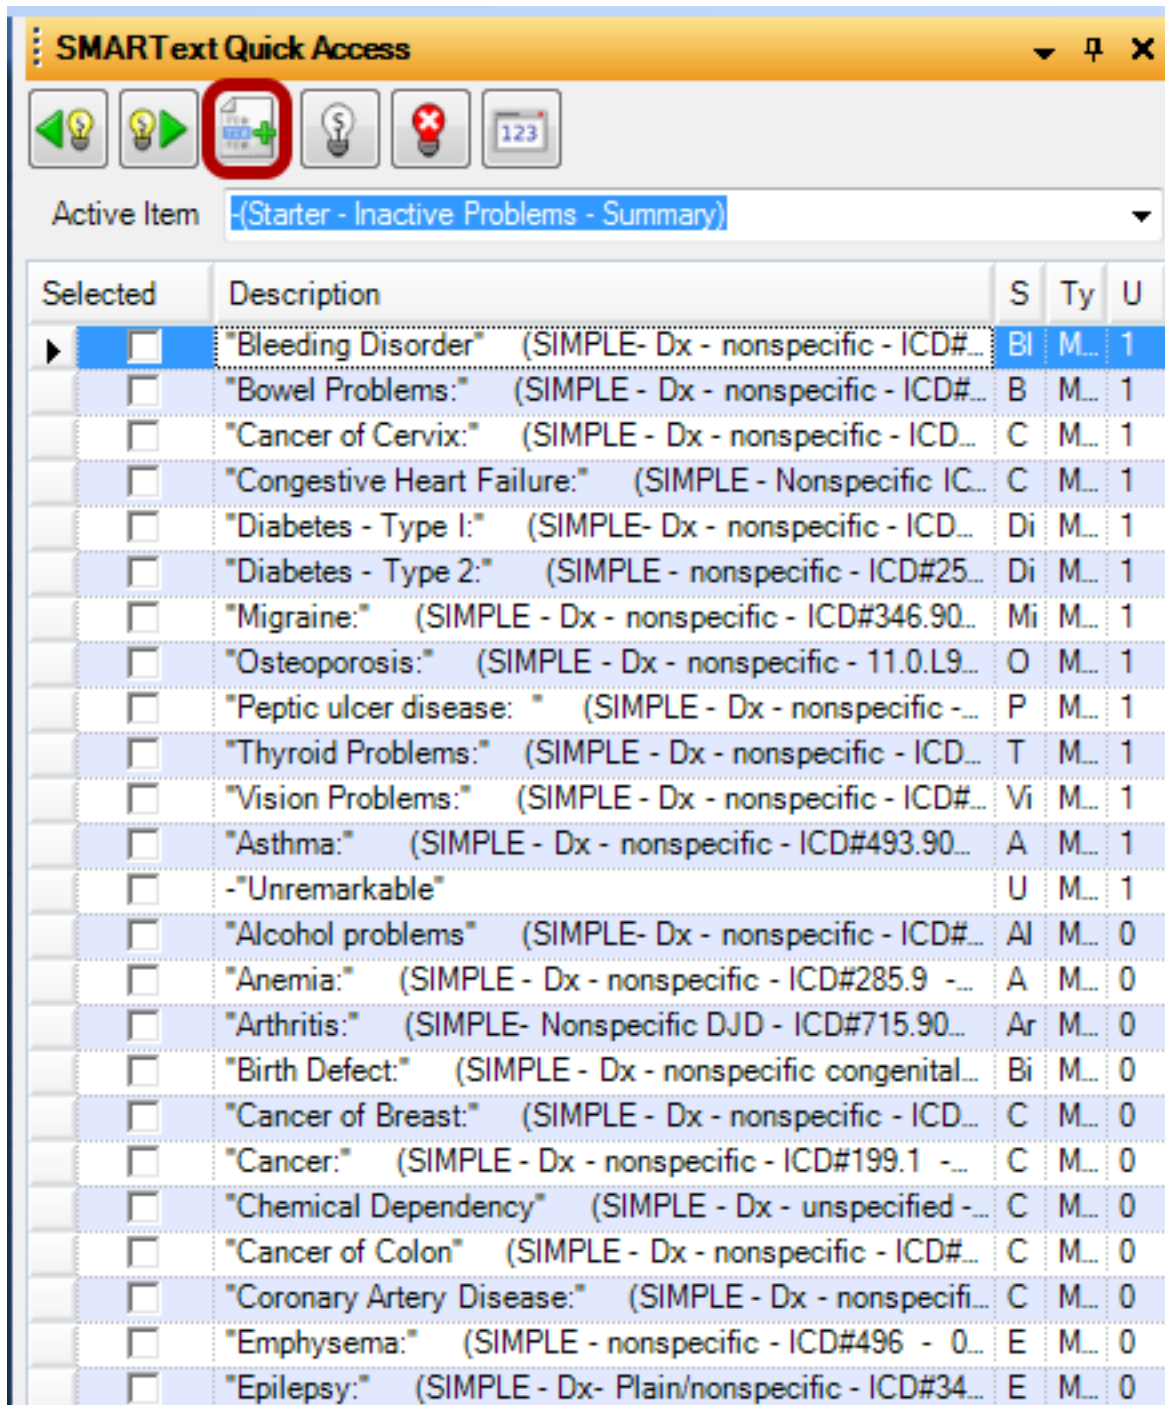 SMARText Quick Access
123
Active Item -(Starter - Inactive Problems - Summary)
Selected Description S Ty U
"Bleeding Disorder" (SIMPLE- Dx - nonspecific - ICD#... Bl M... 1
"Bowel Problems:" (SIMPLE - Dx - nonspecific - ICD#... B M... 1
"Cancer of Cervix:" (SIMPLE - Dx - nonspecific - ICD... C M... 1
"Congestive Heart Failure:" (SIMPLE - Nonspecific IC... C M... 1
"Diabetes - Type I:" (SIMPLE- Dx - nonspecific - ICD... Di M... 1
"Diabetes - Type 2:" (SIMPLE - nonspecific - ICD#25... Di M... 1
"Migraine:" (SIMPLE - Dx - nonspecific - ICD#346.90... Mi M... 1
"Osteoporosis:" (SIMPLE - Dx - nonspecific - 11.0.L9... O M... 1
"Peptic ulcer disease: " (SIMPLE - Dx - nonspecific -... P M... 1
"Thyroid Problems:" (SIMPLE - Dx - nonspecific - ICD... T M... 1
"Vision Problems:" (SIMPLE - Dx - nonspecific - ICD#... Vi M... 1
"Asthma:" (SIMPLE - Dx - nonspecific - ICD#493.90... A M... 1
-"Unremarkable" U M... 1
"Alcohol problems" (SIMPLE- Dx - nonspecific - ICD#... Al M... 0
"Anemia:" (SIMPLE - Dx - nonspecific - ICD#285.9 -... A M... 0
"Arthritis:" (SIMPLE- Nonspecific DJD - ICD#715.90... Ar M... 0
"Birth Defect:" (SIMPLE - Dx - nonspecific congenital... Bi M... 0
"Cancer of Breast:" (SIMPLE - Dx - nonspecific - ICD... C M... 0
"Cancer:" (SIMPLE - Dx - nonspecific - ICD#199.1 -... C M... 0
"Chemical Dependency" (SIMPLE - Dx - unspecified -... C M... 0
"Cancer of Colon" (SIMPLE - Dx - nonspecific - ICD#... C M... 0
"Coronary Artery Disease:" (SIMPLE - Dx - nonspecifi... C M... 0
"Emphysema:" (SIMPLE - nonspecific - ICD#496 - 0... E M... 0
"Epilepsy:" (SIMPLE - Dx- Plain/nonspecific - ICD#34... E M... 0